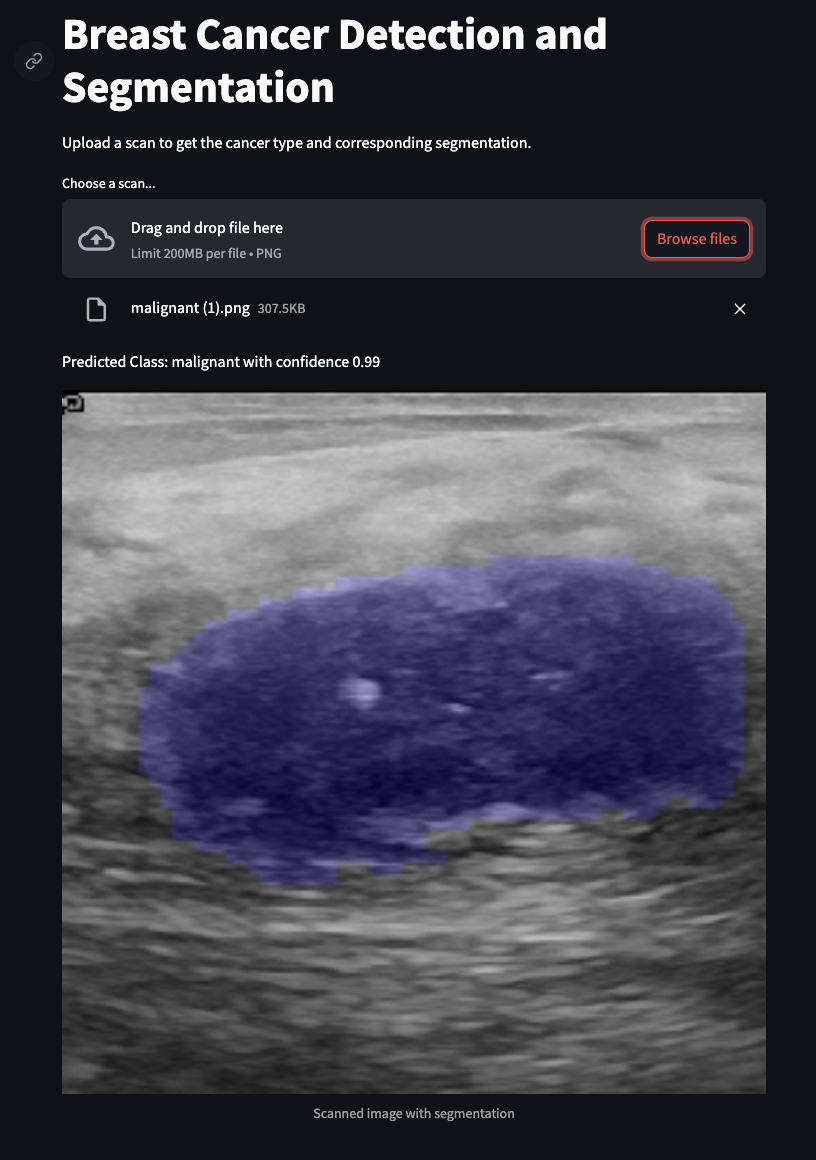 Breast Cancer Detection and
Segmentation
Upload a scan to get the cancer type and corresponding segmentation.
Choose a scan...
Drag and drop file here
Limit 200MB per file • PNG
Browse files
malignant (1).png 307.5KB
Predicted Class: malignant with confidence 0.99
Scanned image with segmentation